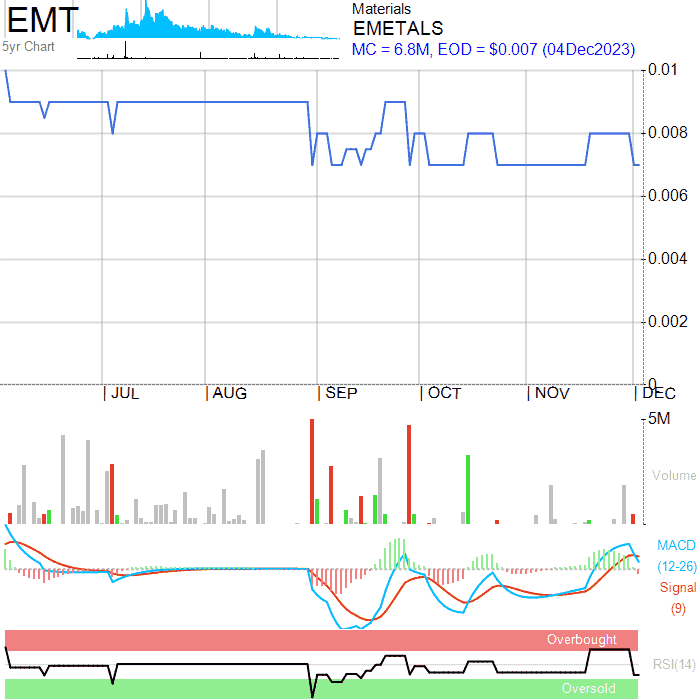 EMT
5yr Chart
Materials
EMETALS
MC = 6.8M, EOD = $0.007 (04Dec2023)
0.01
0.008
0.006
0.004
0.002
0
JUL AUG SEP OCT NOV DEC
5M
Volume
MACD
(12-26)
Signal
(9)
Overbought
RSI(14)
Oversold